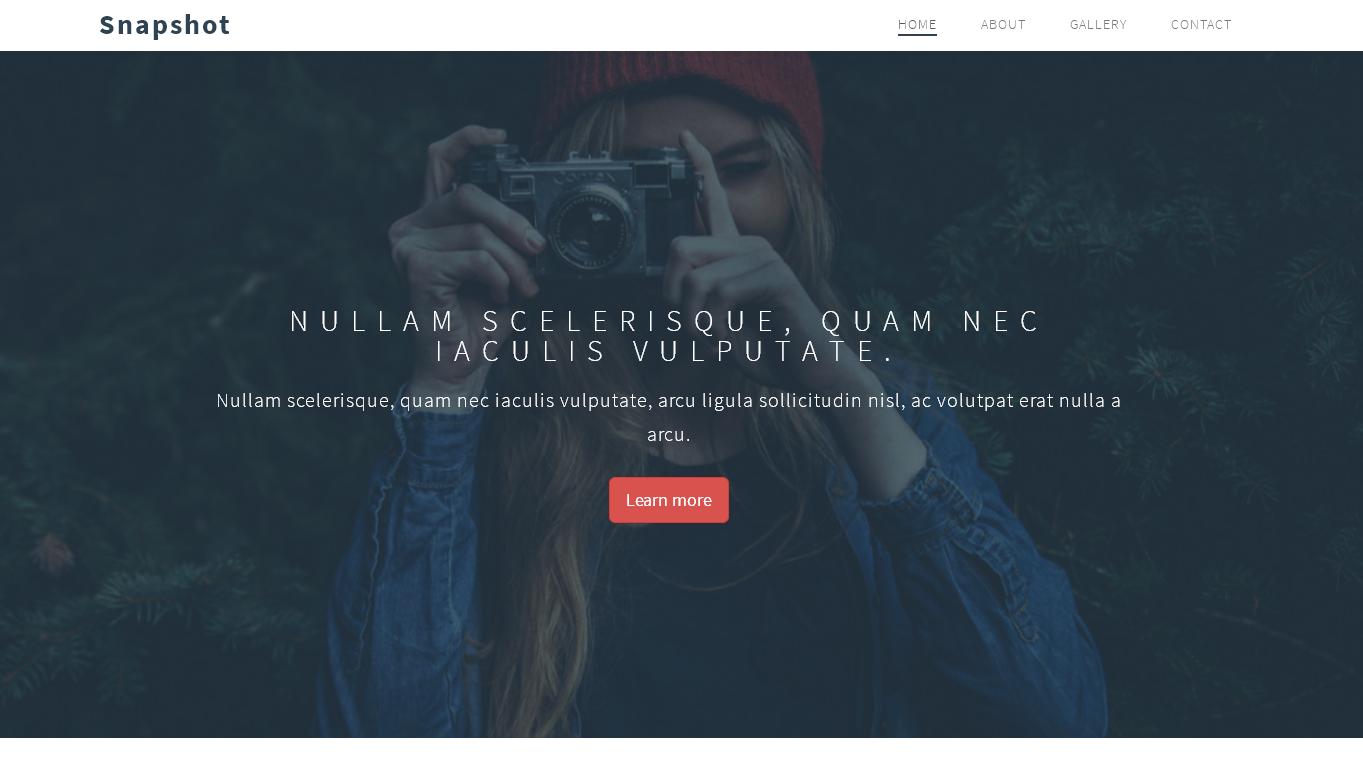 Snapshot
HOME ABOUT GALLERY CONTACT
Contax
NULLAM SCELERISQUE, QUAM NEC
IACULIS VULPUTATE.
Nullam scelerisque, quam nec iaculis vulputate, arcu ligula sollicitudin nisl, ac volutpat erat nulla a
arcu.
Learn more